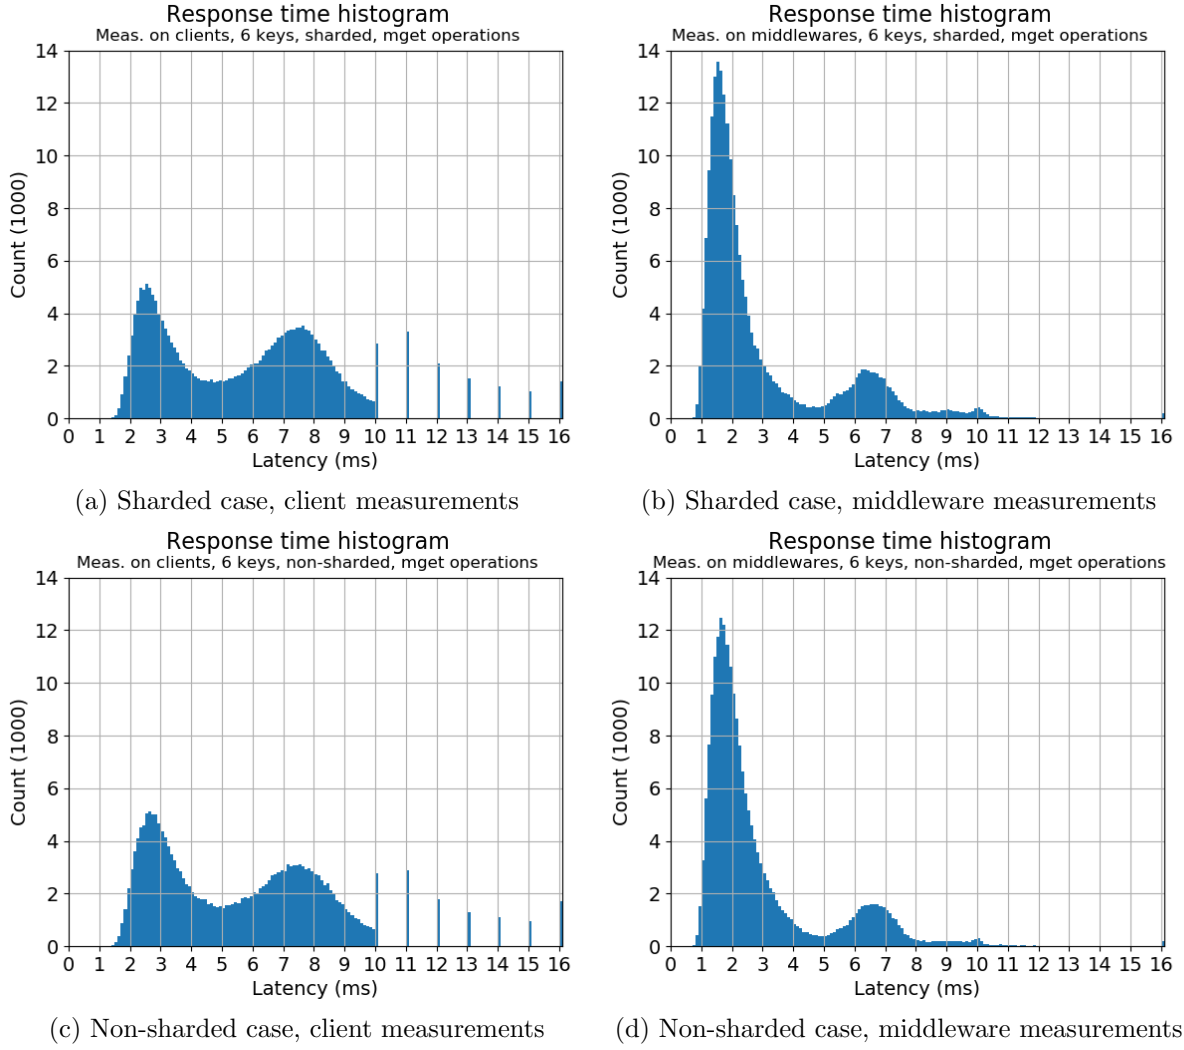 Response time histogram
Meas. on clients, 6 keys, sharded, mget operations
14
12
10
8
6
4
2
0
Count (1000)
0 1 2 3 4 5 6 7 8 9 10 11 12 13 14 15 16
Latency (ms)
(a) Sharded case, client measurements
Response time histogram
Meas. on middlewares, 6 keys, sharded, mget operations
14
12
10
8
6
4
2
0
Count (1000)
0 1 2 3 4 5 6 7 8 9 10 11 12 13 14 15 16
Latency (ms)
(b) Sharded case, middleware measurements
Response time histogram
Meas. on clients, 6 keys, non-sharded, mget operations
14
12
10
8
6
4
2
0
Count (1000)
0 1 2 3 4 5 6 7 8 9 10 11 12 13 14 15 16
Latency (ms)
(c) Non-sharded case, client measurements
Response time histogram
Meas. on middlewares, 6 keys, non-sharded, mget operations
14
12
10
8
6
4
2
0
Count (1000)
0 1 2 3 4 5 6 7 8 9 10 11 12 13 14 15 16
Latency (ms)
(d) Non-sharded case, middleware measurements